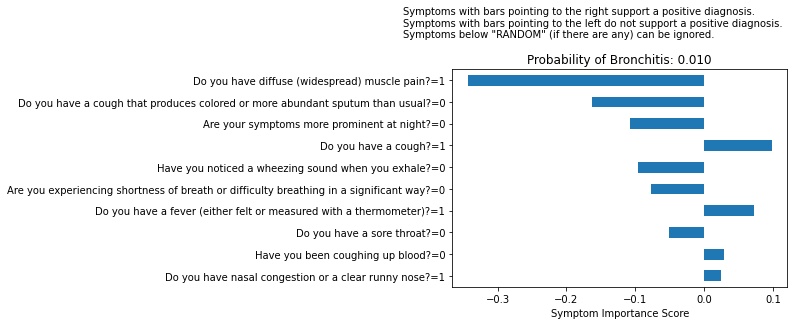 Symptoms with bars pointing to the right support a positive diagnosis.
Symptoms with bars pointing to the left do not support a positive diagnosis.
Symptoms below "RANDOM" (if there are any) can be ignored.
Probability of Bronchitis: 0.010
Do you have diffuse (widespread) muscle pain?=1
Do you have a cough that produces colored or more abundant sputum than usual?=0
Are your symptoms more prominent at night?=0
Do you have a cough?=1
Have you noticed a wheezing sound when you exhale?=0
Are you experiencing shortness of breath or difficulty breathing in a significant way?=0
Do you have a fever (either felt or measured with a thermometer)?=1
Do you have a sore throat?=0
Have you been coughing up blood?=0
Do you have nasal congestion or a clear runny nose?=1
−0.3 −0.2 −0.1 0.0 0.1
Symptom Importance Score